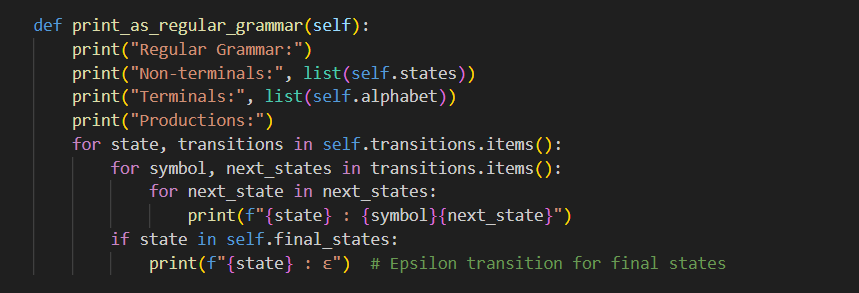 def print_as_regular_grammar(self):
    print("Regular Grammar:")
    print("Non-terminals:", list(self.states))
    print("Terminals:", list(self.alphabet))
    print("Productions:")
    for state, transitions in self.transitions.items():
        for symbol, next_states in transitions.items():
            for next_state in next_states:
                print(f"{state} : {symbol}{next_state}")
        if state in self.final_states:
            print(f"{state} : ε")  # Epsilon transition for final states